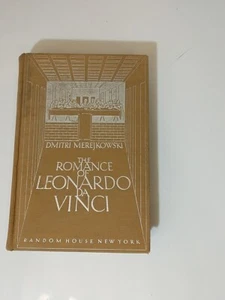 DMITRI MEREJKOWSKI
THE
ROMANCE
OF
LEONARDO
DA
VINCI
RANDOM HOUSE NEW YORK